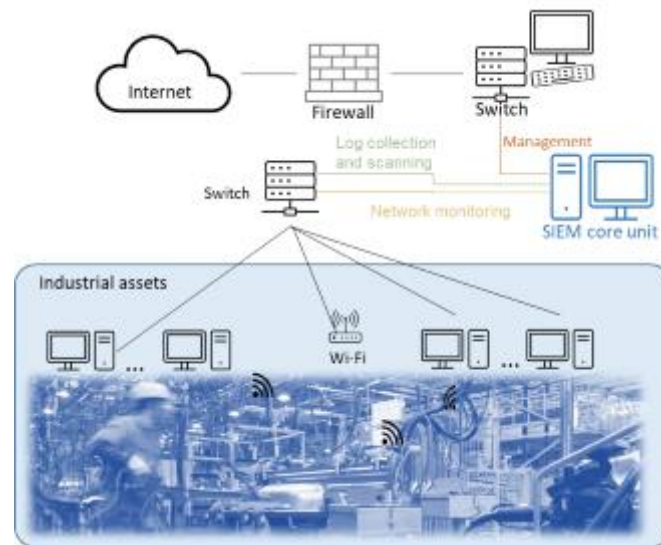 Internet
Firewall
Switch
Log collection
and scanning
Management
Switch
Network monitoring
SIEM core unit
Industrial assets
...
Wi-Fi
...